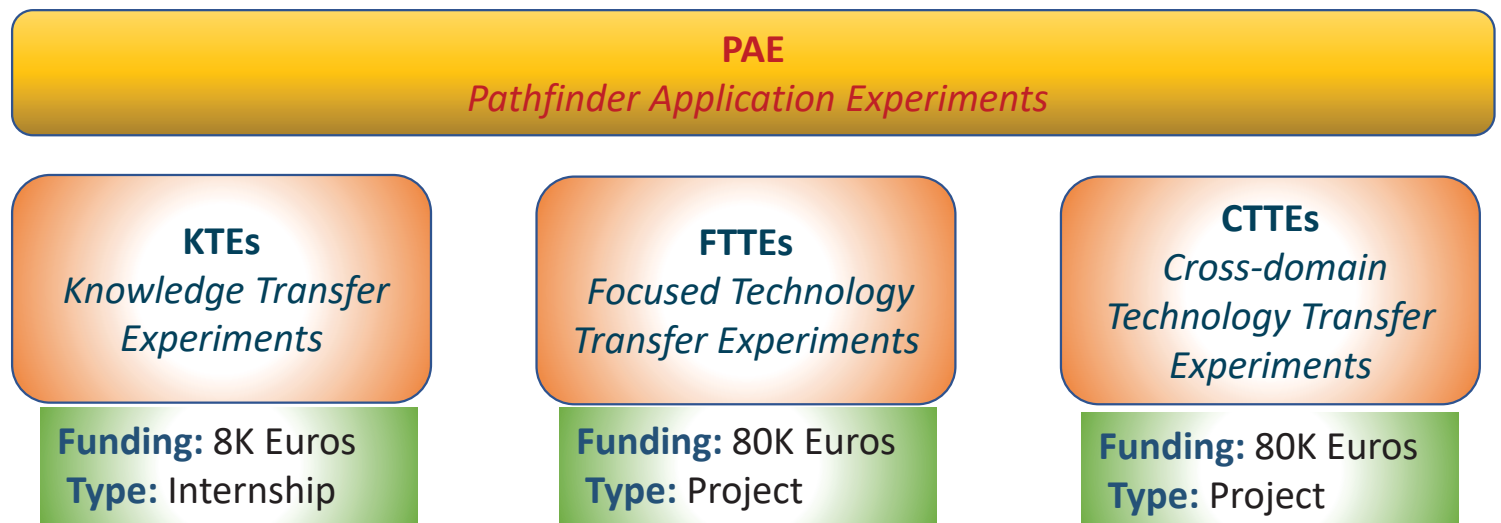 PAE
Pathfinder Application Experiments
KTEs
Knowledge Transfer
Experiments
Funding: 8K Euros
Type: Internship
FTTEs
Focused Technology
Transfer Experiments
Funding: 80K Euros
Type: Project
CTTEs
Cross-domain
Technology Transfer
Experiments
Funding: 80K Euros
Type: Project